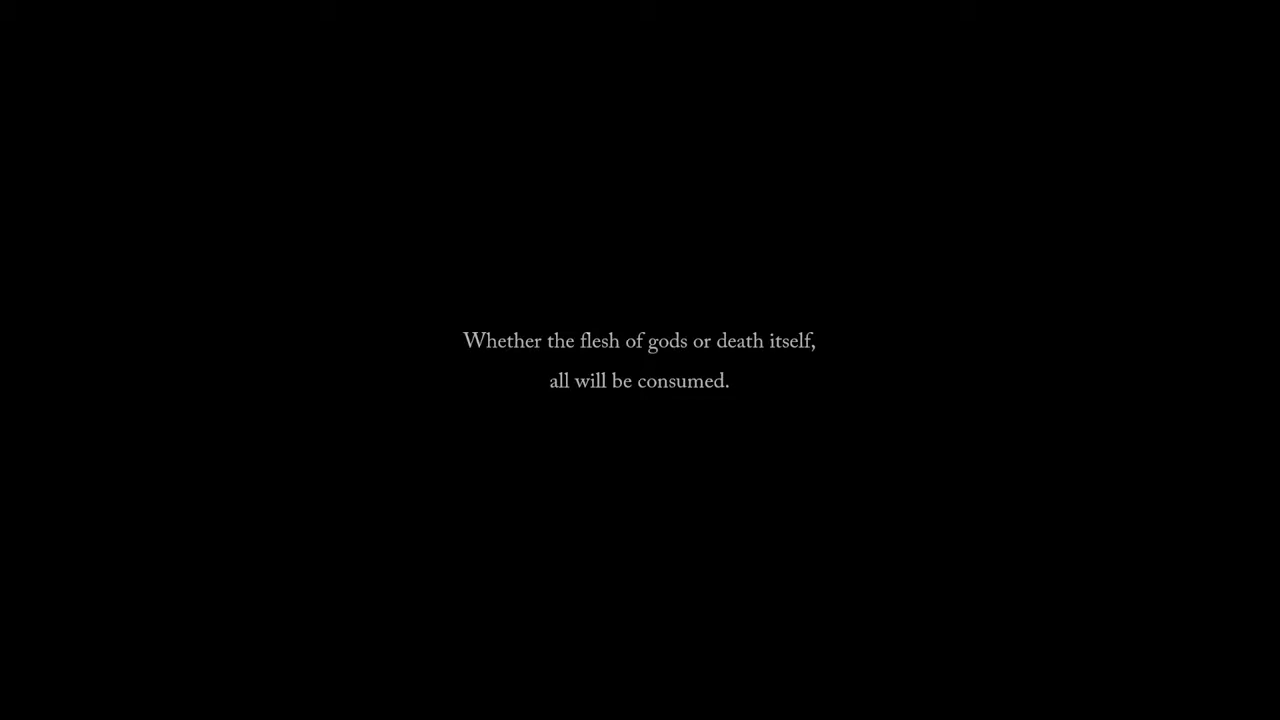 Whether the flesh of gods or death itself,
all will be consumed.